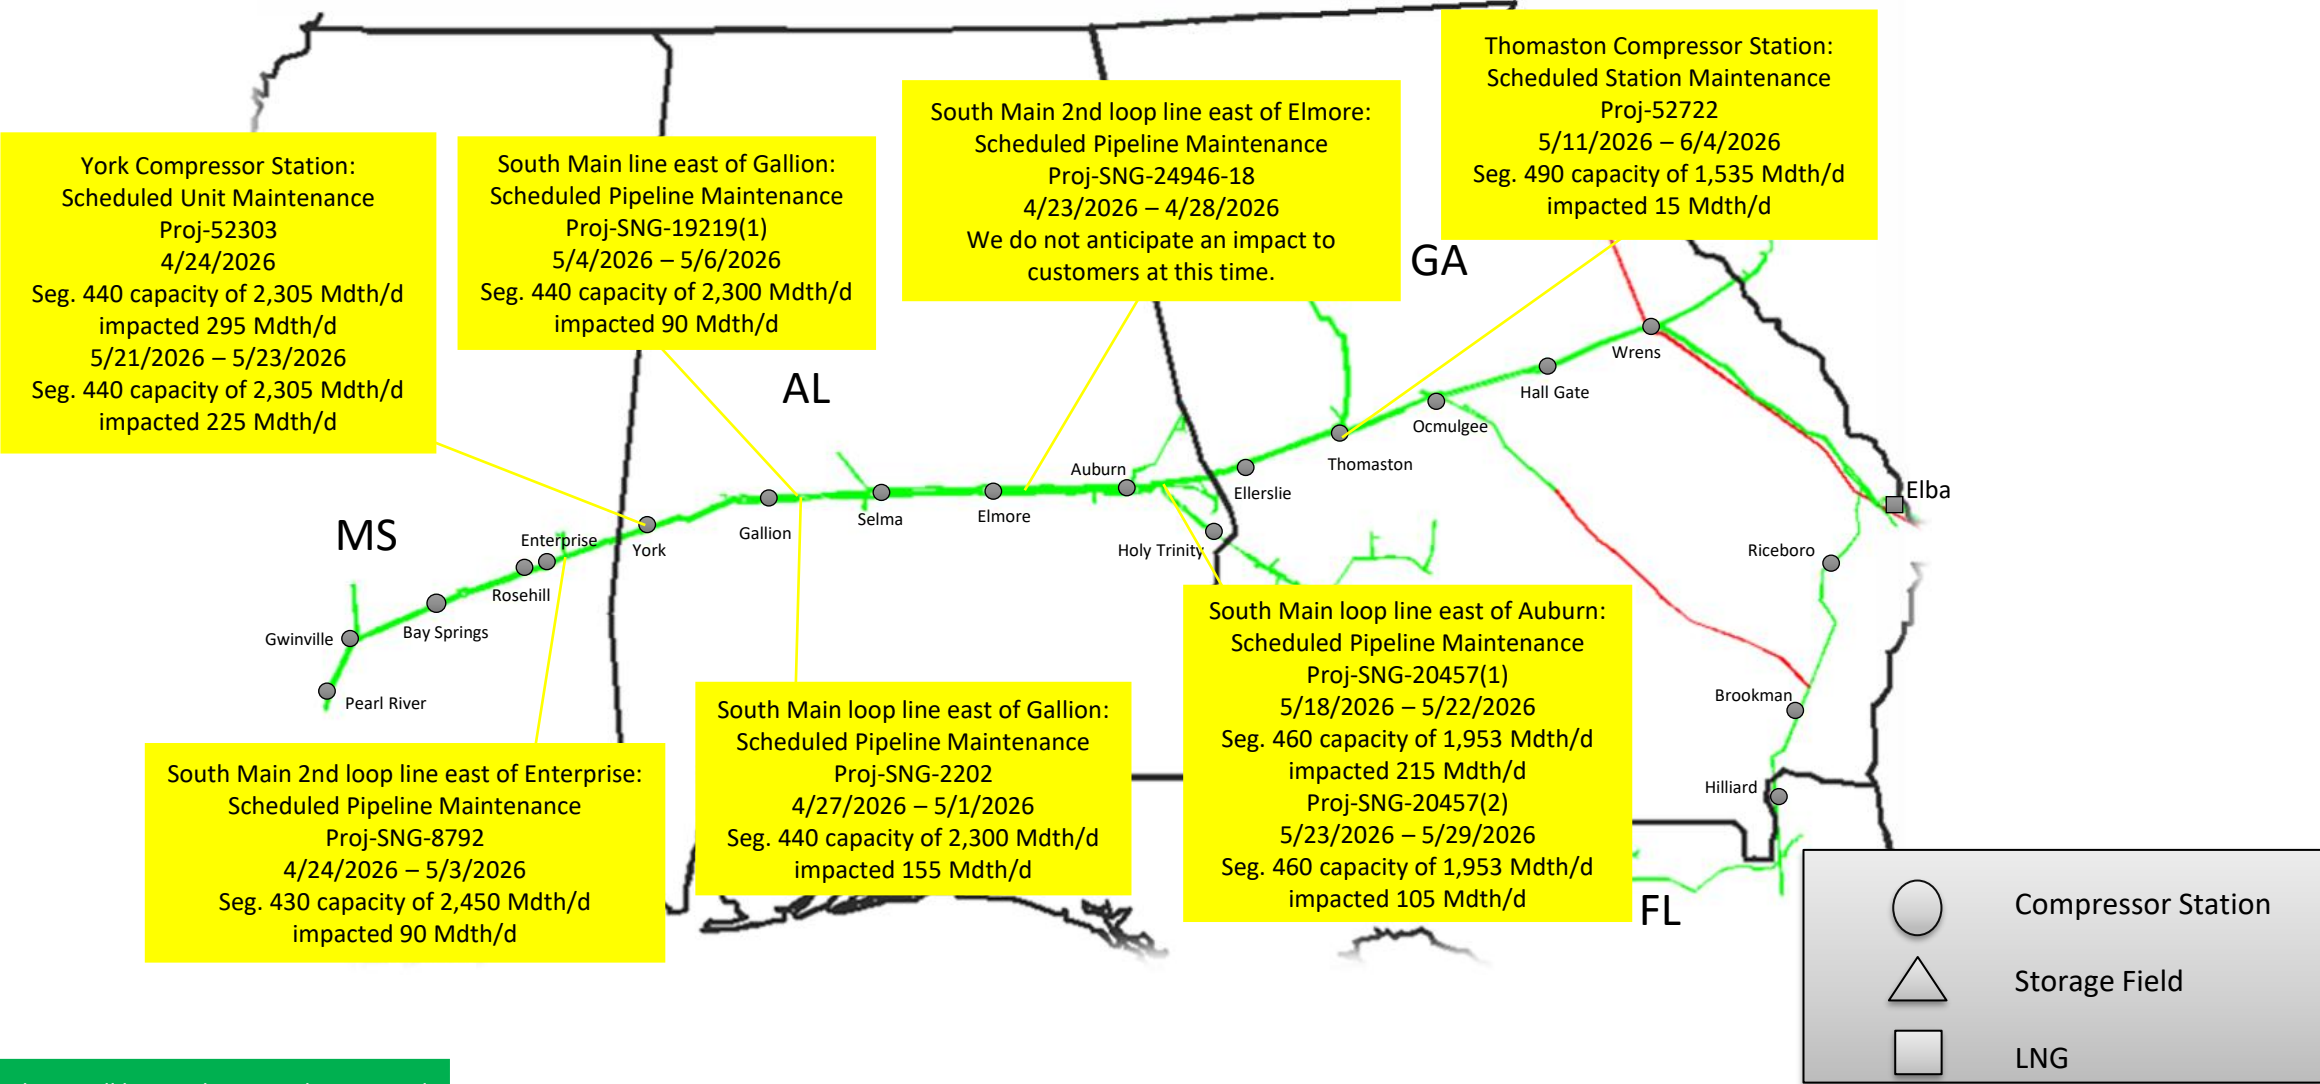 Thomaston Compressor Station:
Scheduled Station Maintenance
Proj-52722
5/11/2026 – 6/4/2026
Seg. 490 capacity of 1,535 Mdth/d
impacted 15 Mdth/d
South Main 2nd loop line east of Elmore:
Scheduled Pipeline Maintenance
Proj-SNG-24946-18
4/23/2026 – 4/28/2026
We do not anticipate an impact to
customers at this time.
York Compressor Station:
Scheduled Unit Maintenance
Proj-52303
4/24/2026
Seg. 440 capacity of 2,305 Mdth/d
impacted 295 Mdth/d
5/21/2026 – 5/23/2026
Seg. 440 capacity of 2,305 Mdth/d
impacted 225 Mdth/d
South Main line east of Gallion:
Scheduled Pipeline Maintenance
Proj-SNG-19219(1)
5/4/2026 – 5/6/2026
Seg. 440 capacity of 2,300 Mdth/d
impacted 90 Mdth/d
GA
AL
MS
FL
Wrens
Hall Gate
Ocmulgee
Thomaston
Auburn
Ellerslie
Elba
Selma
Elmore
Gallion
Enterprise
York
Holy Trinity
Riceboro
Rosehill
Bay Springs
Gwinville
Pearl River
Brookman
Hilliard
South Main loop line east of Auburn:
Scheduled Pipeline Maintenance
Proj-SNG-20457(1)
5/18/2026 – 5/22/2026
Seg. 460 capacity of 1,953 Mdth/d
impacted 215 Mdth/d
Proj-SNG-20457(2)
5/23/2026 – 5/29/2026
Seg. 460 capacity of 1,953 Mdth/d
impacted 105 Mdth/d
South Main loop line east of Gallion:
Scheduled Pipeline Maintenance
Proj-SNG-2202
4/27/2026 – 5/1/2026
Seg. 440 capacity of 2,300 Mdth/d
impacted 155 Mdth/d
South Main 2nd loop line east of Enterprise:
Scheduled Pipeline Maintenance
Proj-SNG-8792
4/24/2026 – 5/3/2026
Seg. 430 capacity of 2,450 Mdth/d
impacted 90 Mdth/d
Compressor Station
Storage Field
LNG